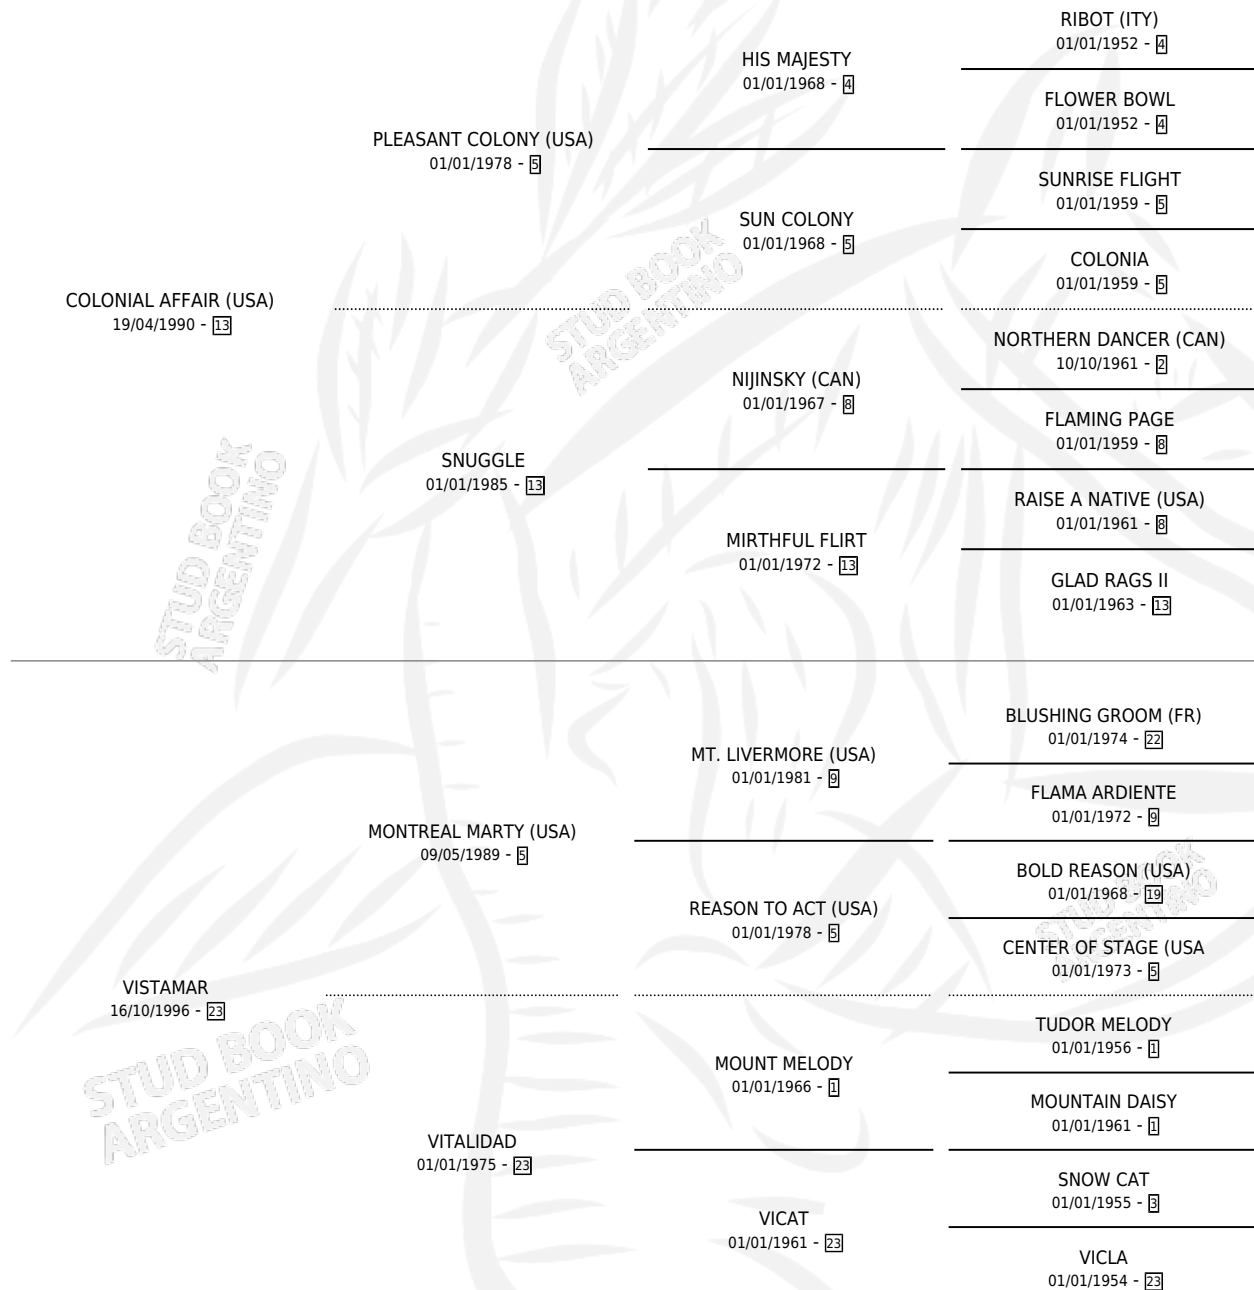 RIBOT (ITY)
01/01/1952 - 4
HIS MAJESTY
01/01/1968 - 4
FLOWER BOWL
01/01/1952 - 4
PLEASANT COLONY (USA)
01/01/1978 - 5
SUNRISE FLIGHT
01/01/1959 - 5
SUN COLONY
01/01/1968 - 5
COLONIA
01/01/1959 - 5
COLONIAL AFFAIR (USA)
19/04/1990 - 13
NORTHERN DANCER (CAN)
10/10/1961 - 2
NIJINSKY (CAN)
01/01/1967 - 8
FLAMING PAGE
01/01/1959 - 8
SNUGGLE
01/01/1985 - 13
RAISE A NATIVE (USA)
01/01/1961 - 8
MIRTHFUL FLIRT
01/01/1972 - 13
GLAD RAGS II
01/01/1963 - 13
BLUSHING GROOM (FR)
01/01/1974 - 22
MT. LIVERMORE (USA)
01/01/1981 - 9
FLAMA ARDIENTE
01/01/1972 - 9
MONTREAL MARTY (USA)
09/05/1989 - 5
BOLD REASON (USA)
01/01/1968 - 19
REASON TO ACT (USA)
01/01/1978 - 5
CENTER OF STAGE (USA
01/01/1973 - 5
VISTAMAR
16/10/1996 - 23
TUDOR MELODY
01/01/1956 - 1
MOUNT MELODY
01/01/1966 - 1
MOUNTAIN DAISY
01/01/1961 - 1
VITALIDAD
01/01/1975 - 23
SNOW CAT
01/01/1955 - 3
VICAT
01/01/1961 - 23
VICLA
01/01/1954 - 23
STUD BOOK
ARGENTINO
STUD BOOK
ARGENTINO
STUD BOOK
ARGENTINO
STUD BOOK
ARGENTINO